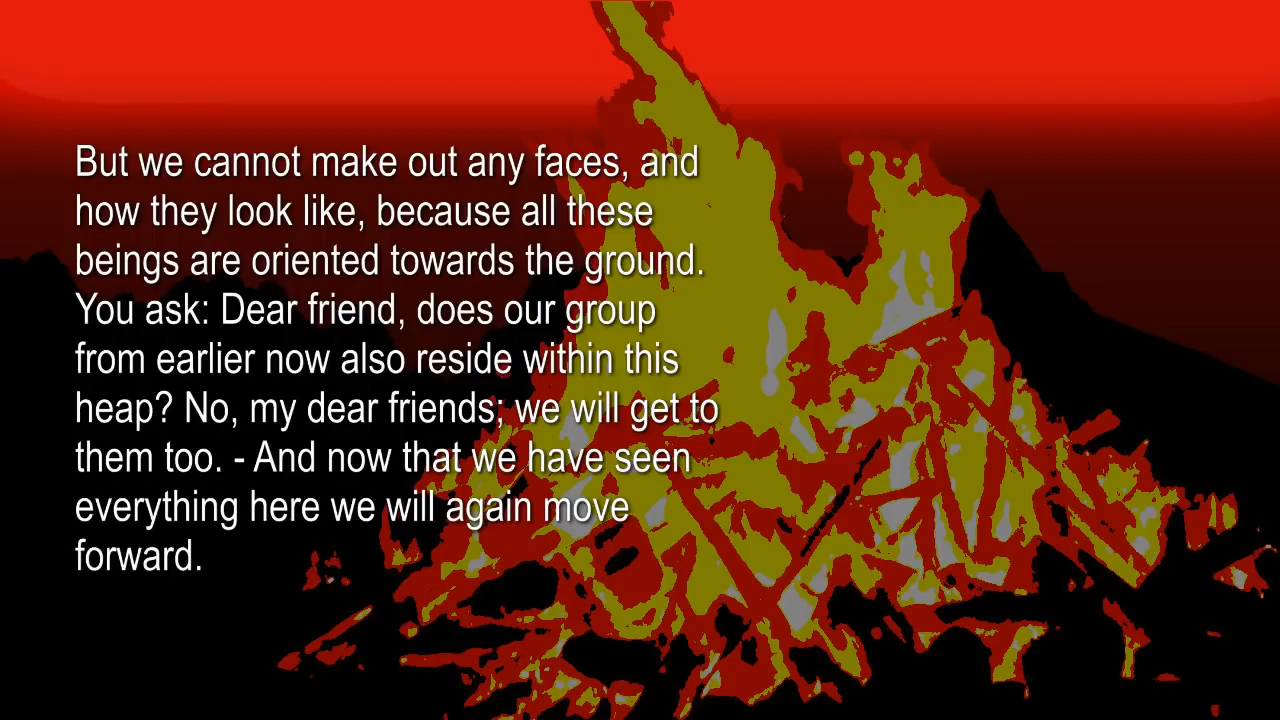 But we cannot make out any faces, and
how they look like, because all these
beings are oriented towards the ground.
You ask: Dear friend, does our group
from earlier now also reside within this
heap? No, my dear friends; we will get to
them too. - And now that we have seen
everything here we will again move
forward.